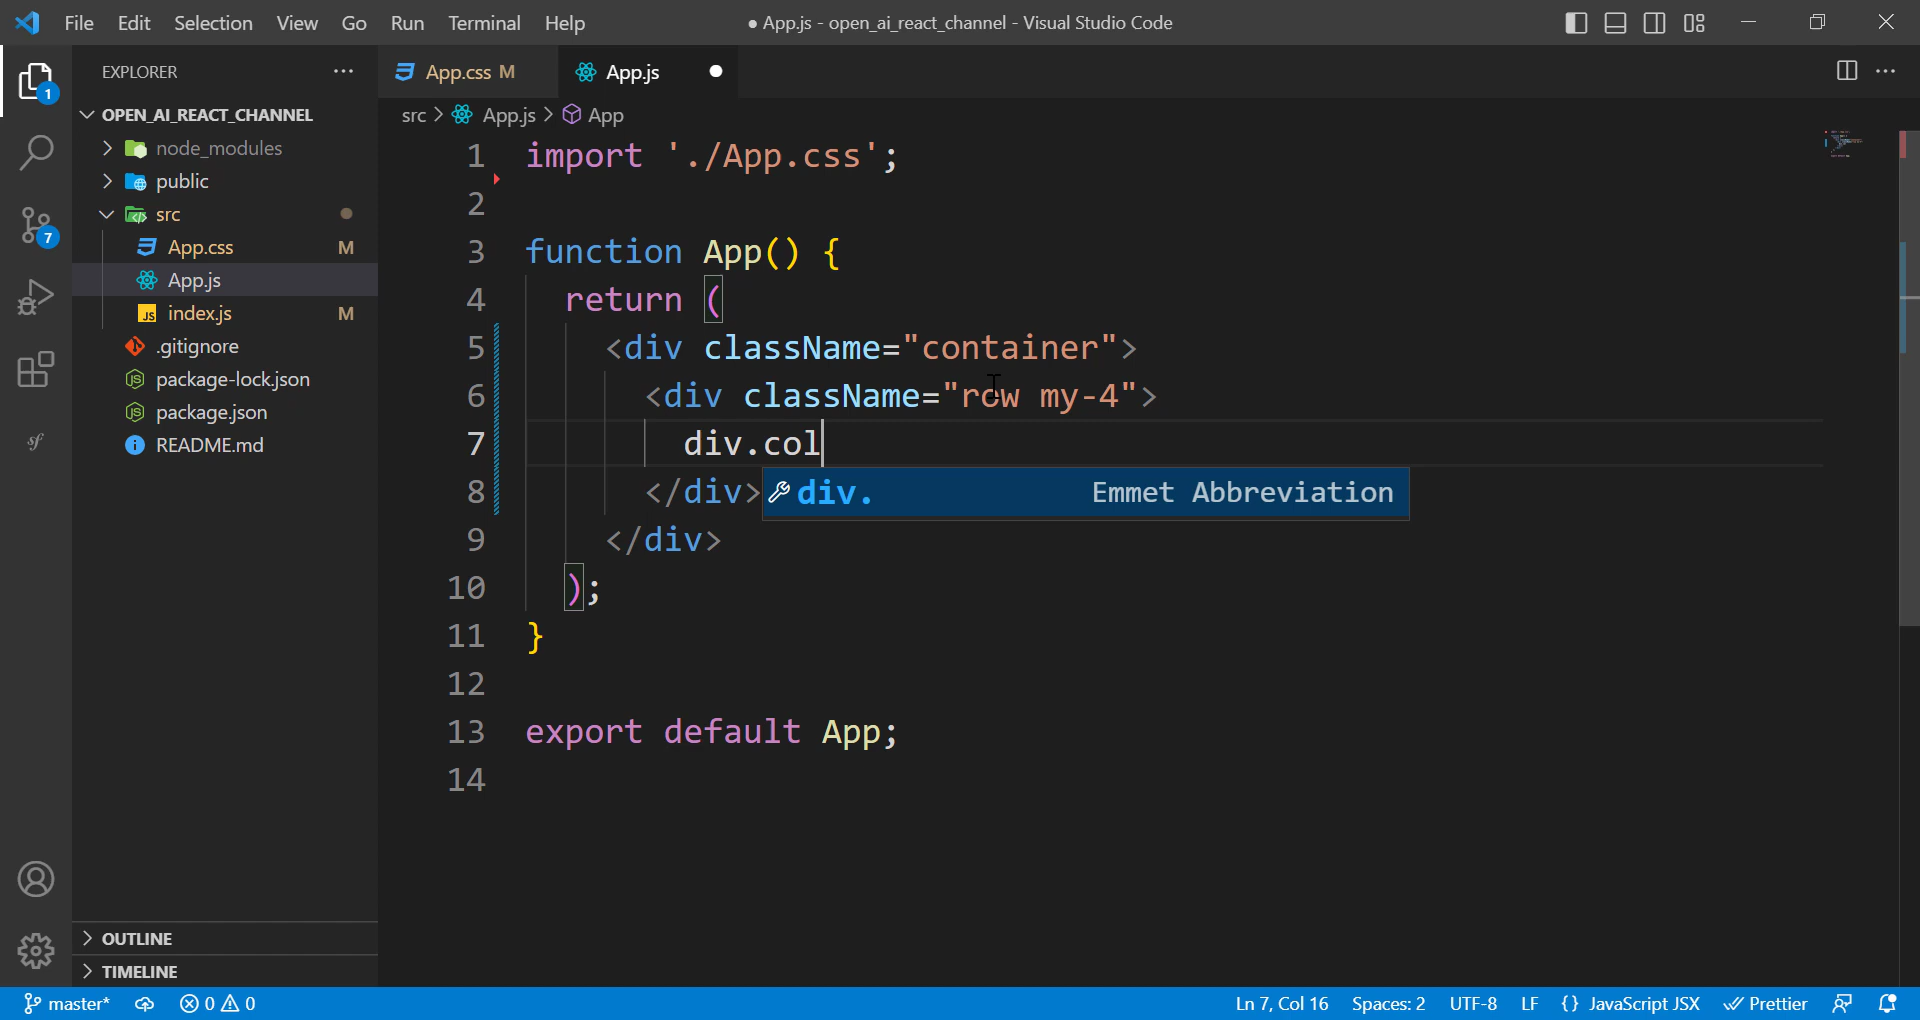 File Edit Selection View Go Run Terminal Help
● App.js - open_ai_react_channel - Visual Studio Code
EXPLORER
App.css M
App.js
1
OPEN_AI_REACT_CHANNEL
src > App.js > App
node_modules
public
src
App.css M
App.js
index.js M
.gitignore
package-lock.json
package.json
README.md
7
1 import './App.css';
2
3 function App() {
4 return (
5 <div className="container">
6 <div className="row my-4">
7 div.col
8 </div>
div. Emmet Abbreviation
9 </div>
10 );
11 }
12
13 export default App;
14
OUTLINE
TIMELINE
master* 0 0 Ln 7, Col 16 Spaces: 2 UTF-8 LF {} JavaScript JSX Prettier